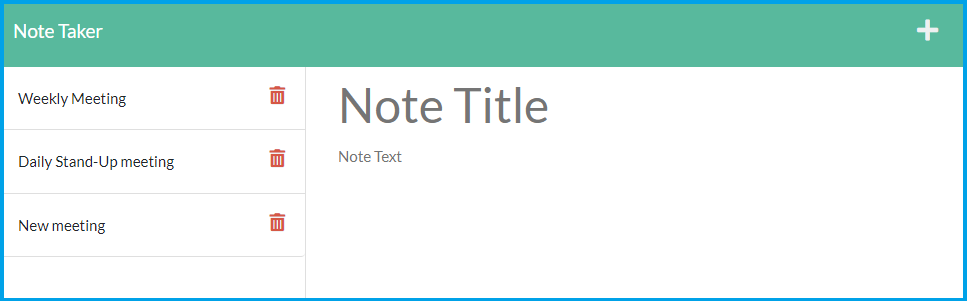 Note Taker
Weekly Meeting
Daily Stand-Up meeting
New meeting
Note Title
Note Text